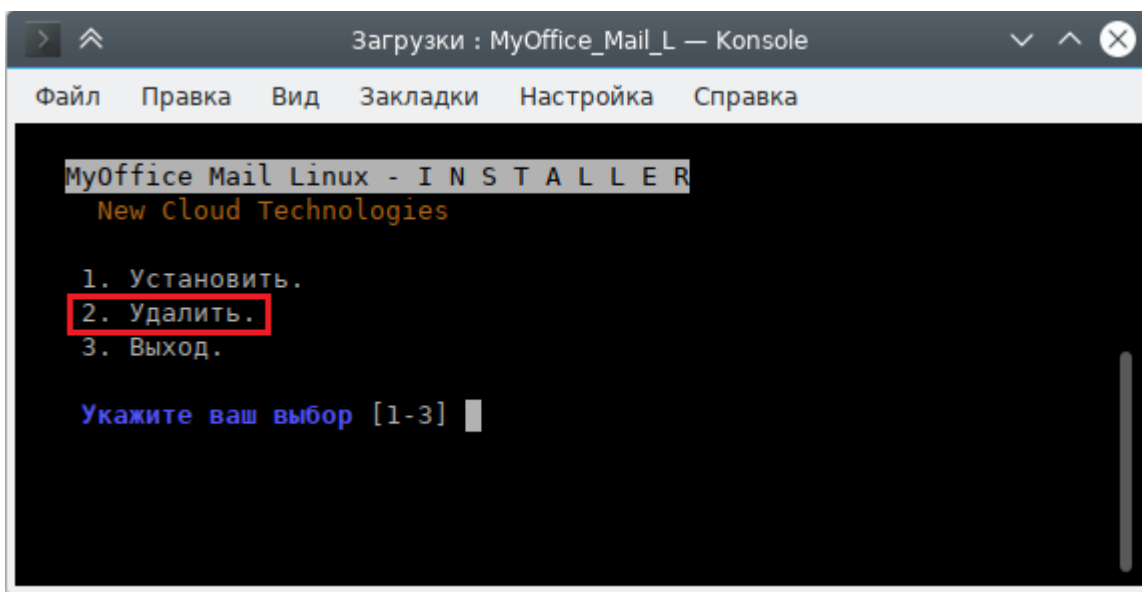 Загрузки : MyOffice_Mail_L — Konsole
Файл Правка Вид Закладки Настройка Справка
MyOffice Mail Linux - I N S T A L L E R
New Cloud Technologies
1. Установить.
2. Удалить.
3. Выход.
Укажите ваш выбор [1-3]